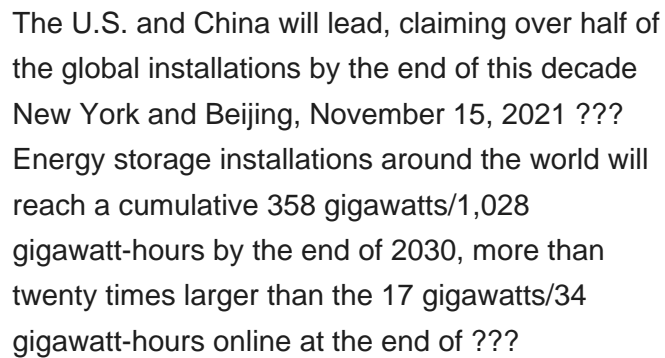 The U.S. and China will lead, claiming over half of
the global installations by the end of this decade
New York and Beijing, November 15, 2021 ???
Energy storage installations around the world will
reach a cumulative 358 gigawatts/1,028
gigawatt-hours by the end of 2030, more than
twenty times larger than the 17 gigawatts/34
gigawatt-hours online at the end of ???